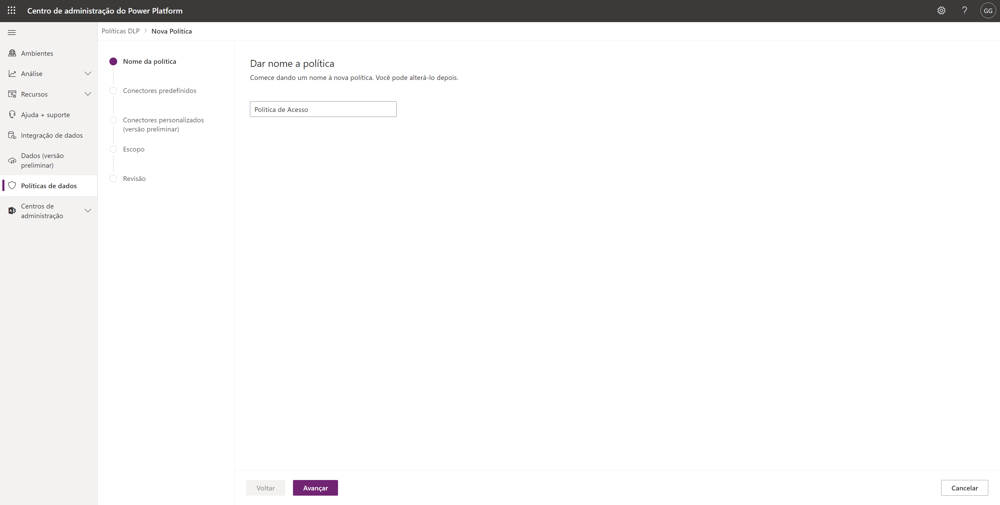 Centro de administração do Power Platform
GG
Políticas DLP > Nova Política
Ambientes
Análise
Recursos
Ajuda + suporte
Integração de dados
Dados (versão
preliminar)
Políticas de dados
Centros de
administração
Nome da política
Conectores predefinidos
Conectores personalizados
(versão preliminar)
Escopo
Revisão
Dar nome a política
Comece dando um nome à nova política. Você pode alterá-lo depois.
Politica de Acesso
Voltar
Avançar
Cancelar